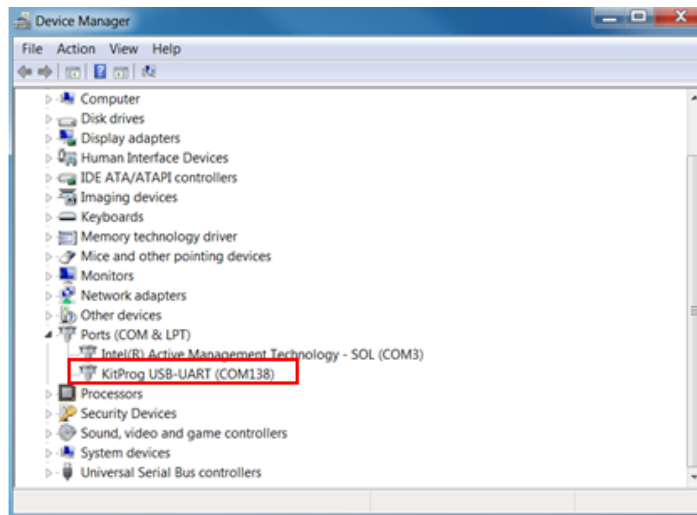 Device Manager
File Action View Help
Computer
Disk drives
Display adapters
Human Interface Devices
IDE ATA/ATAPI controllers
Imaging devices
Keyboards
Memory technology driver
Mice and other pointing devices
Monitors
Network adapters
Other devices
Ports (COM & LPT)
Intel(R) Active Management Technology - SOL (COM3)
KitProg USB-UART (COM138)
Processors
Security Devices
Sound, video and game controllers
System devices
Universal Serial Bus controllers